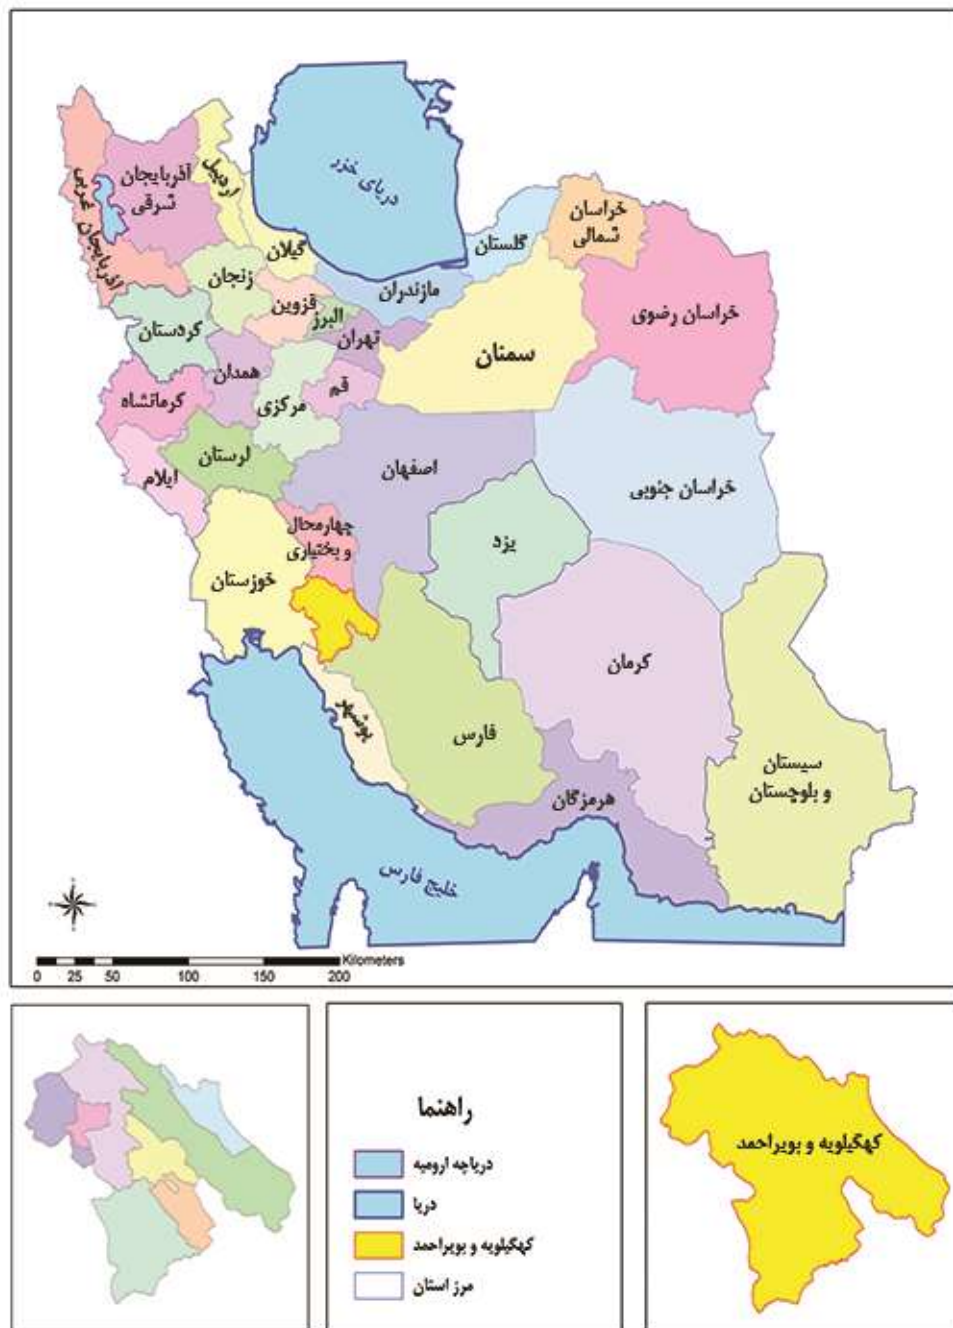 دریای خزر
آذربایجان
شرقی
آذربایجان غربی
اردبیل
گیلان
زنجان
قزوین
البرز
مازندران
گلستان
خراسان
شمالی
خراسان رضوی
کردستان
تهران
سمنان
همدان
قم
مرکزی
کرمانشاه
لرستان
ایلام
اصفهان
خراسان جنوبی
چهارمحال
و بختیاری
یزد
خوزستان
کرمان
بوشهر
فارس
سیستان
و بلوچستان
هرمزگان
خلیج فارس
Kilometers
0 25 50 100 150 200
راهنما
دریاچه ارومیه
دریا
کهگیلویه و بویراحمد
مرز استان
کهگیلویه و بویراحمد